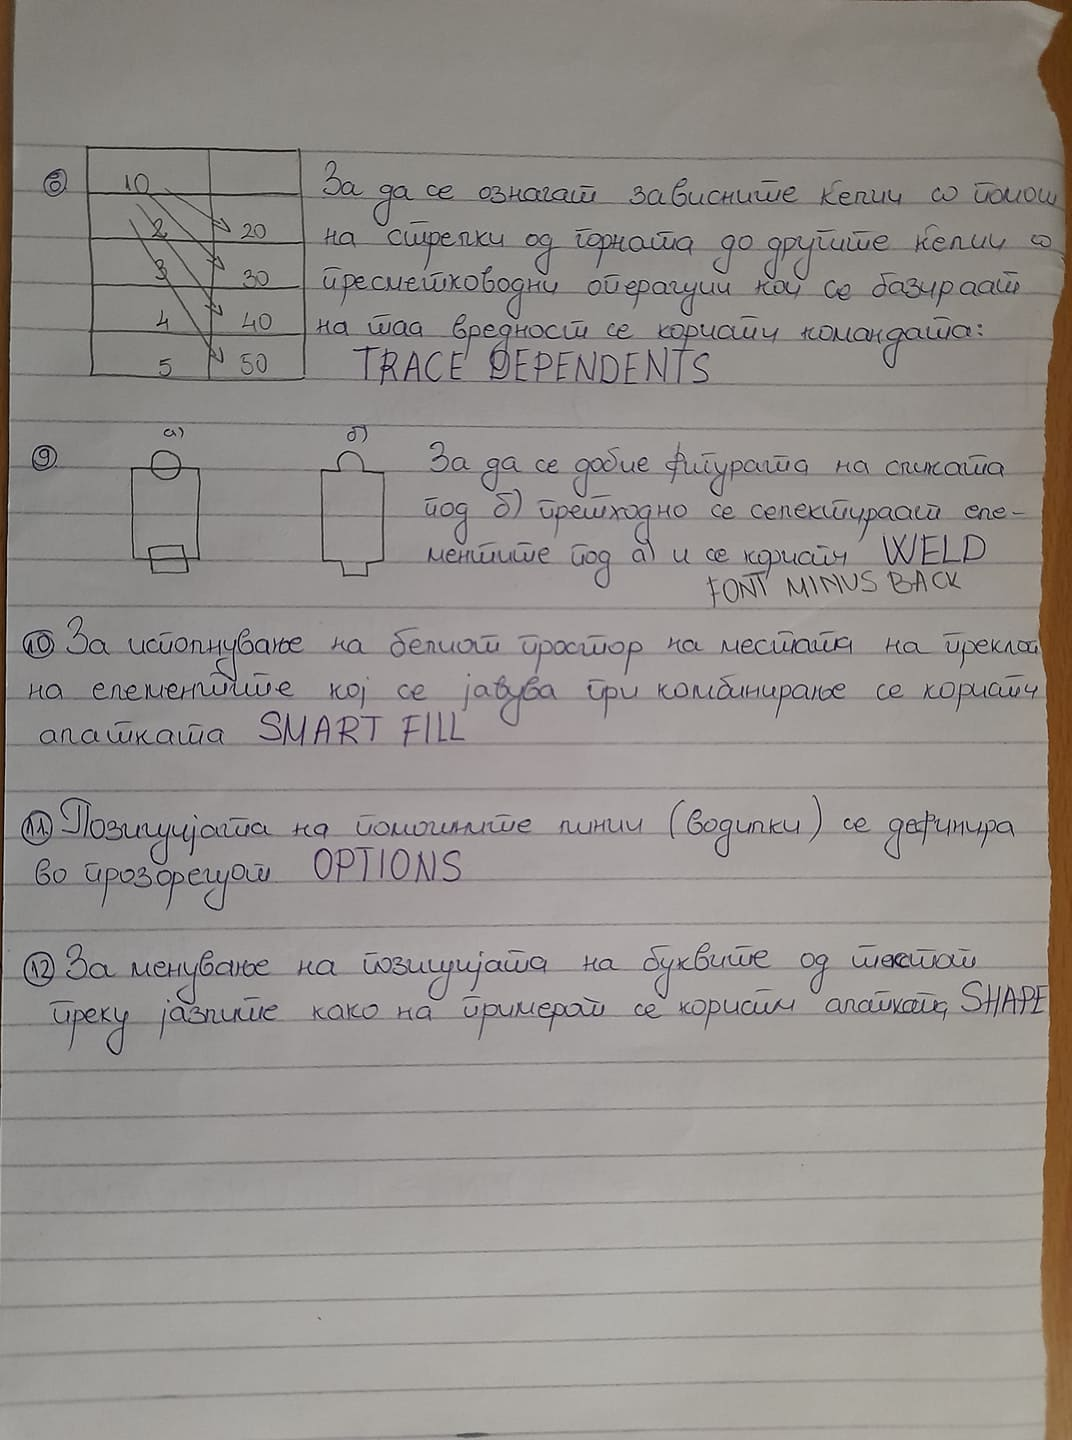 8 10 За да се означат зависните келии со помош
2 20 на стрелки од горната до другите келии со
3 30 пресметководни операции кои се базираат
4 40 на таа вредност се користи командата:
5 50 TRACE DEPENDENTS
9 а) б) За да се добие фигурата на сликата
под б) претходно се селектираат еле-
ментите под а) и се користи WELD
FONT MINUS BACK
10 За исполнување на белиот простор на местата на преклоп
на елементите кој се јавува при комбинирање се користи
алатката SMART FILL
11. Позицијата на помошните линии (водилки) се дефинира
во прозорецот OPTIONS
12 За менување на позицијата на буквите од текстот
преку јазлите како на примерот се користи алатката, SHAPE